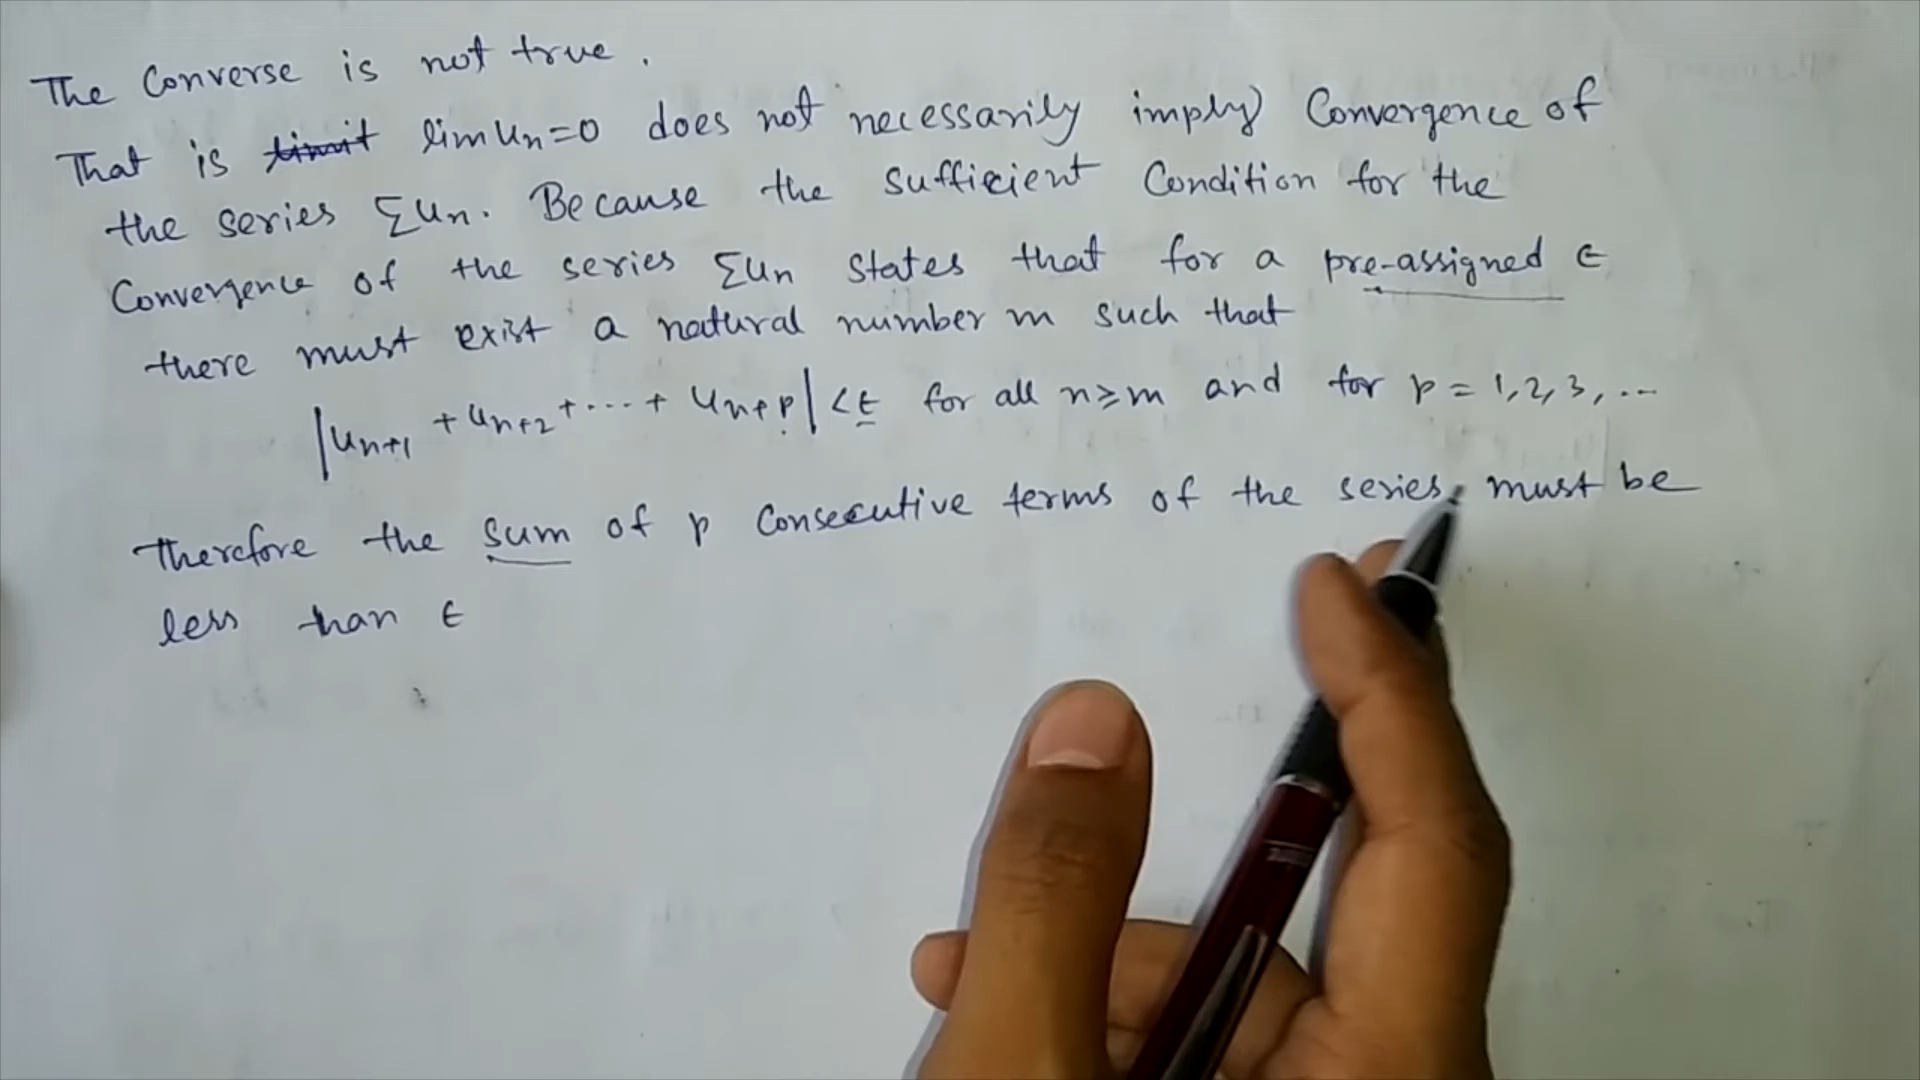 The Converse is not true.
That is limit lim un=0 does not necessarily imply Convergence of
the series Σun. Because the sufficient Condition for the
Convergence of the series Σun states that for a pre-assigned ϵ
there must exist a natural number m such that
|un+1 + un+2 + ... + un+p| < ϵ for all n≥m and for p = 1,2,3,...
Therefore the sum of p Consecutive terms of the series, must be
less than ϵ